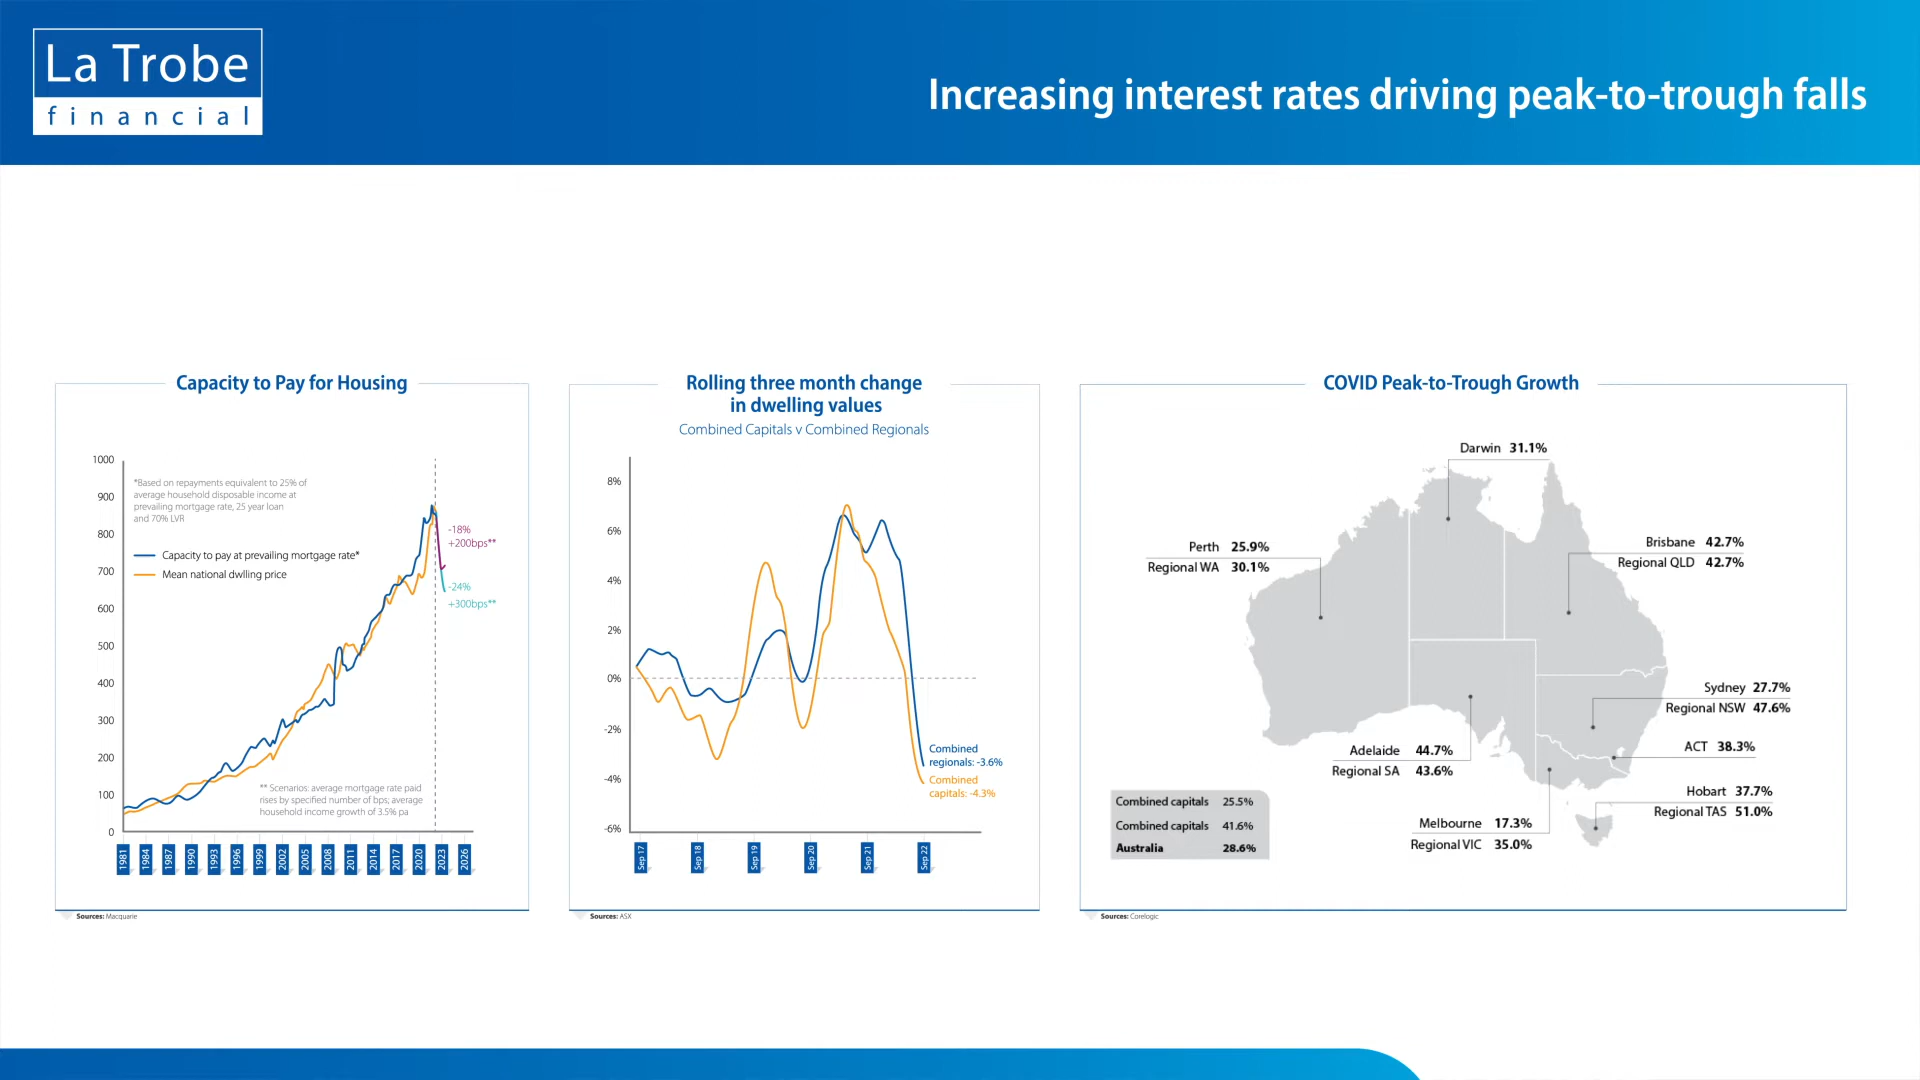 La Trobe
financial
Increasing interest rates driving peak-to-trough falls
Capacity to Pay for Housing
1000
900
800
700
600
500
400
300
200
100
0
*Based on repayments equivalent to 25% of
average household disposable income at
prevailing mortgage rate, 25 year loan
and 70% LVR
Capacity to pay at prevailing mortgage rate*
Mean national dwlling price
-18%
+200bps**
-24%
+300bps**
** Scenarios: average mortgage rate paid
rises by specified number of bps; average
household income growth of 3.5% pa
1981
1984
1987
1990
1993
1996
1999
2002
2005
2008
2011
2014
2017
2020
2023
2026
Sources: Macquarie
Rolling three month change
in dwelling values
Combined Capitals v Combined Regionals
8%
6%
4%
2%
0%
-2%
-4%
-6%
Combined
regionals: -3.6%
Combined
capitals: -4.3%
Sep 17
Sep 18
Sep 19
Sep 20
Sep 21
Sep 22
Sources: ASX
COVID Peak-to-Trough Growth
Darwin 31.1%
Perth 25.9%
Regional WA 30.1%
Brisbane 42.7%
Regional QLD 42.7%
Sydney 27.7%
Regional NSW 47.6%
ACT 38.3%
Adelaide 44.7%
Regional SA 43.6%
Hobart 37.7%
Regional TAS 51.0%
Melbourne 17.3%
Regional VIC 35.0%
Combined capitals 25.5%
Combined capitals 41.6%
Australia 28.6%
Sources: Corelogic